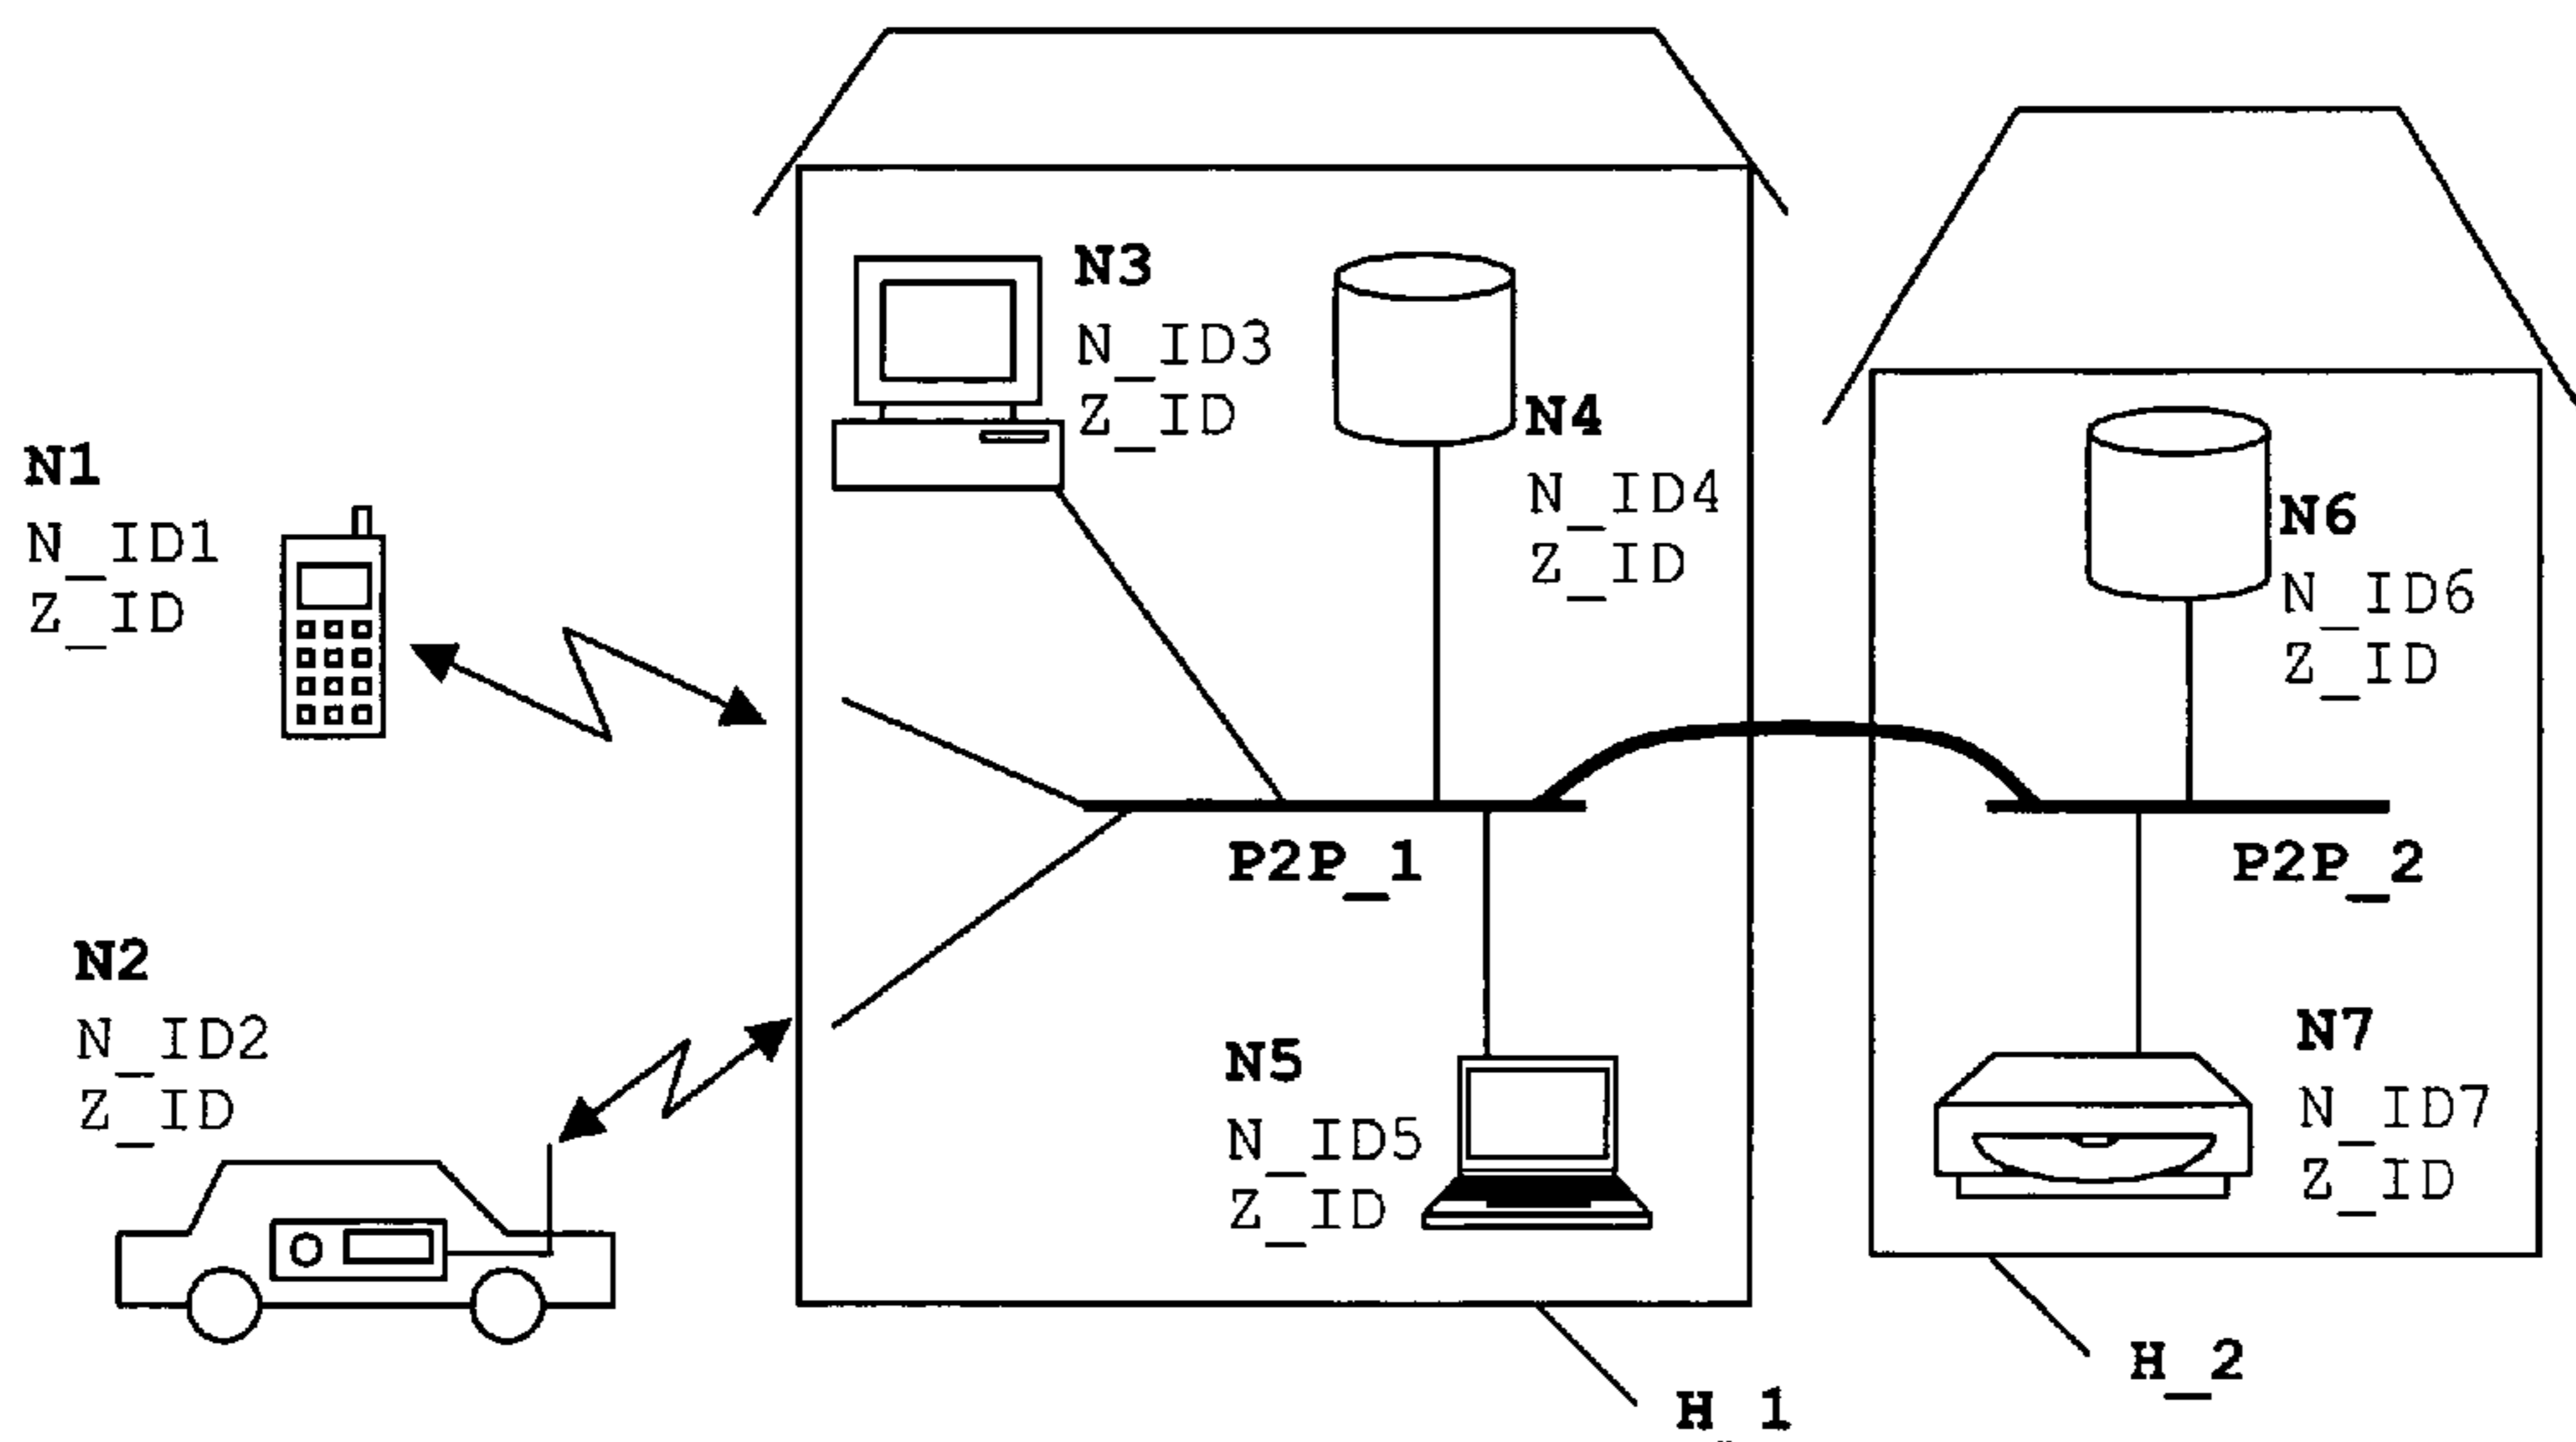 N1
N_ID1
Z_ID
N2
N_ID2
Z_ID
N3
N_ID3
Z_ID
N4
N_ID4
Z_ID
P2P_1
N5
N_ID5
Z_ID
H_1
N6
N_ID6
Z_ID
P2P_2
N7
N_ID7
Z_ID
H_2